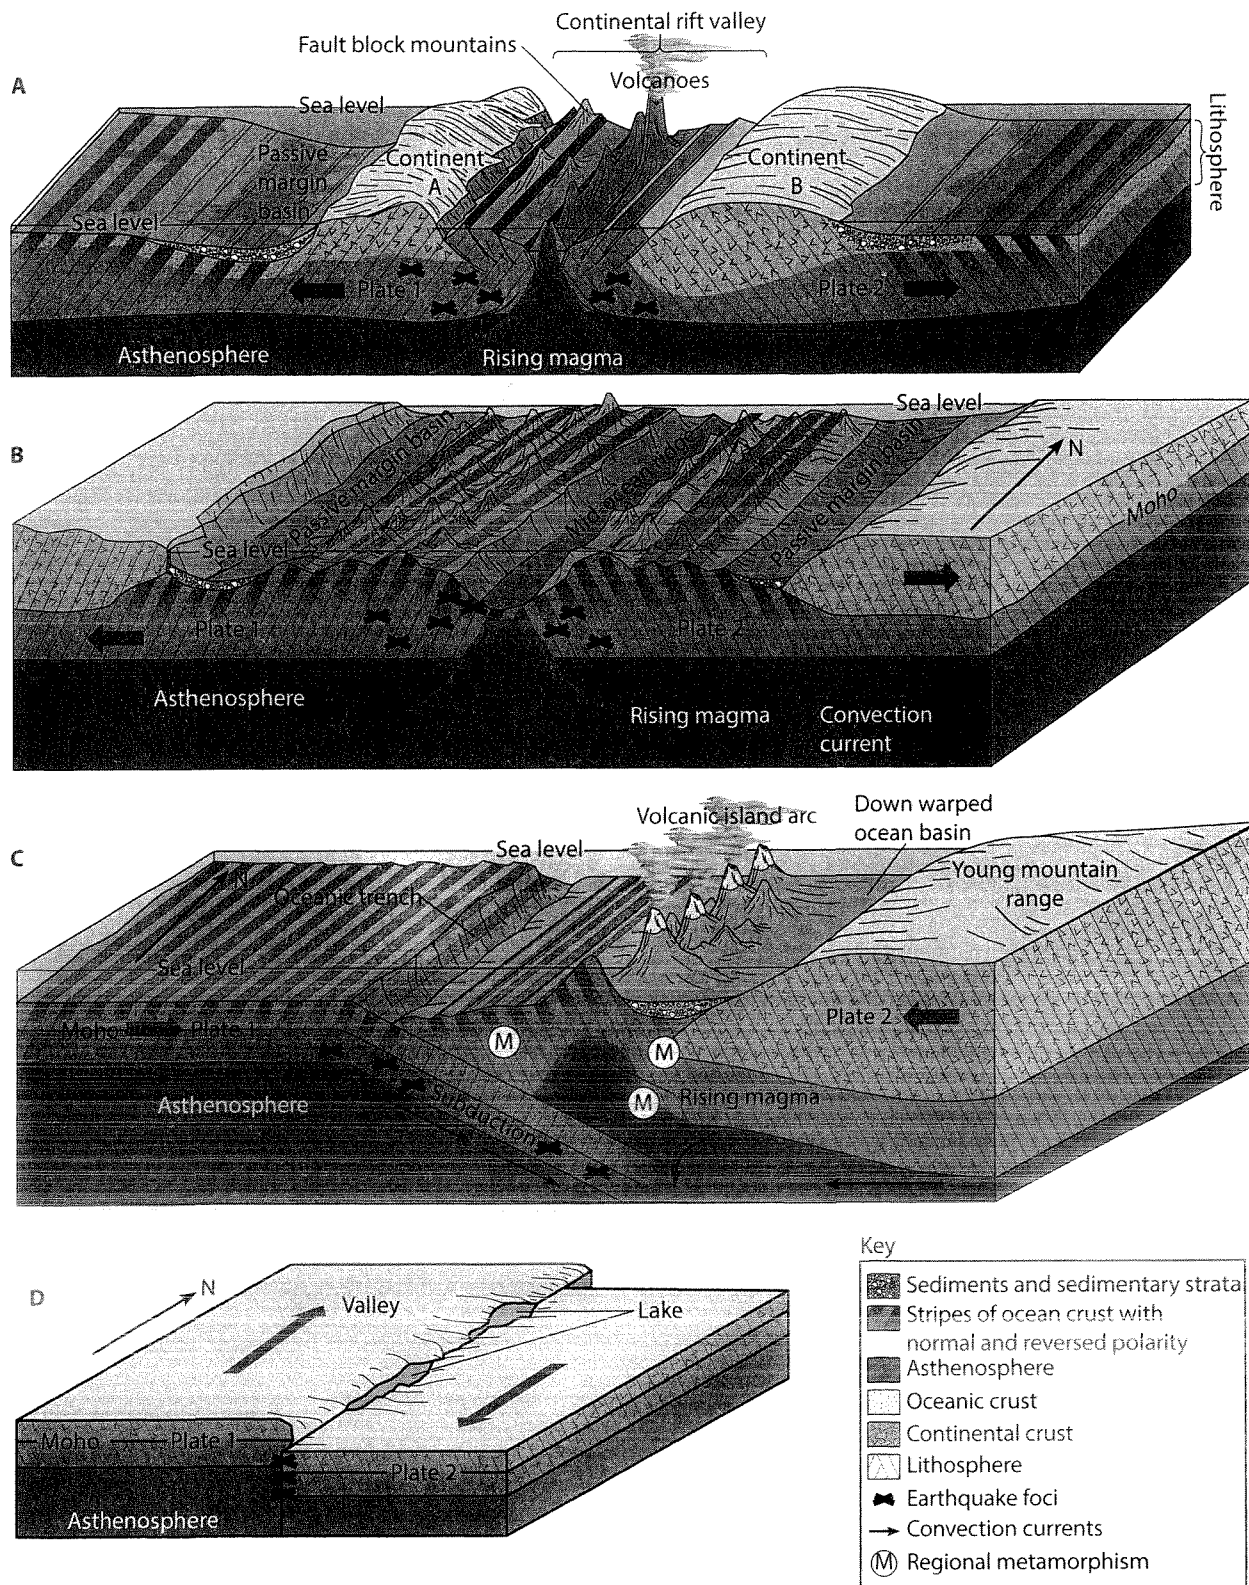 A
Continental rift valley
Fault block mountains
Volcanoes
Sea level
Lithosphere
Passive
margin
basin
Continent
A
Continent
B
Sea level
Plate 1
Plate 2
Asthenosphere
Rising magma
B
Sea level
N
Passive margin basin
Mid-ocean ridge
Passive margin basin
Moho
Sea level
Plate 1
Plate 2
Asthenosphere
Rising magma
Convection
current
C
Volcanic island arc
Down warped
ocean basin
Sea level
Young mountain
range
N
Oceanic trench
Sea level
Moho
Plate 1
Plate 2
M
M
M
Asthenosphere
Subduction
Rising magma
D
N
Valley
Lake
Moho
Plate 1
Plate 2
Asthenosphere
Key
Sediments and sedimentary strata
Stripes of ocean crust with
normal and reversed polarity
Asthenosphere
Oceanic crust
Continental crust
Lithosphere
Earthquake foci
Convection currents
M Regional metamorphism